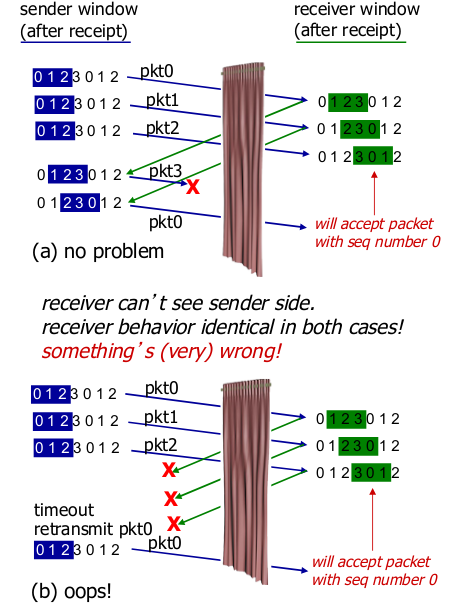 sender window
(after receipt)
receiver window
(after receipt)
0 1 2 3 0 1 2
pkt0
0 1 2 3 0 1 2
pkt1
0 1 2 3 0 1 2
pkt2
0 1 2 3 0 1 2
0 1 2 3 0 1 2
0 1 2 3 0 1 2
0 1 2 3 0 1 2
pkt3
X
0 1 2 3 0 1 2
pkt0
will accept packet
with seq number 0
(a) no problem
receiver can't see sender side.
receiver behavior identical in both cases!
something's (very) wrong!
0 1 2 3 0 1 2
pkt0
0 1 2 3 0 1 2
pkt1
0 1 2 3 0 1 2
pkt2
0 1 2 3 0 1 2
0 1 2 3 0 1 2
0 1 2 3 0 1 2
X
X
X
timeout
retransmit pkt0
0 1 2 3 0 1 2
pkt0
will accept packet
with seq number 0
(b) oops!